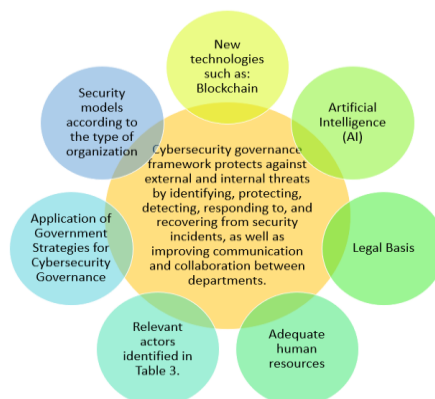 New
technologies
such as:
Blockchain
Artificial
Intelligence
(AI)
Legal Basis
Adequate
human
resources
Relevant
actors
identified in
Table 3.
Application of
Government
Strategies for
Cybersecurity
Governance
Security
models
according to
the type of
organization
Cybersecurity governance
framework protects against
external and internal threats
by identifying, protecting,
detecting, responding to, and
recovering from security
incidents, as well as
improving communication
and collaboration between
departments.